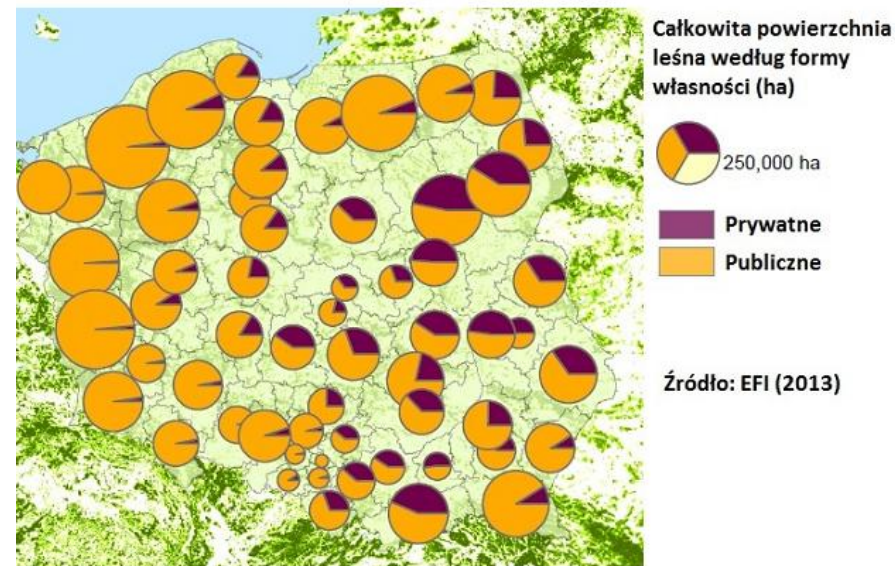 Całkowita powierzchnia
leśna według formy
własności (ha)
250,000 ha
Prywatne
Publiczne
Źródło: EFI (2013)